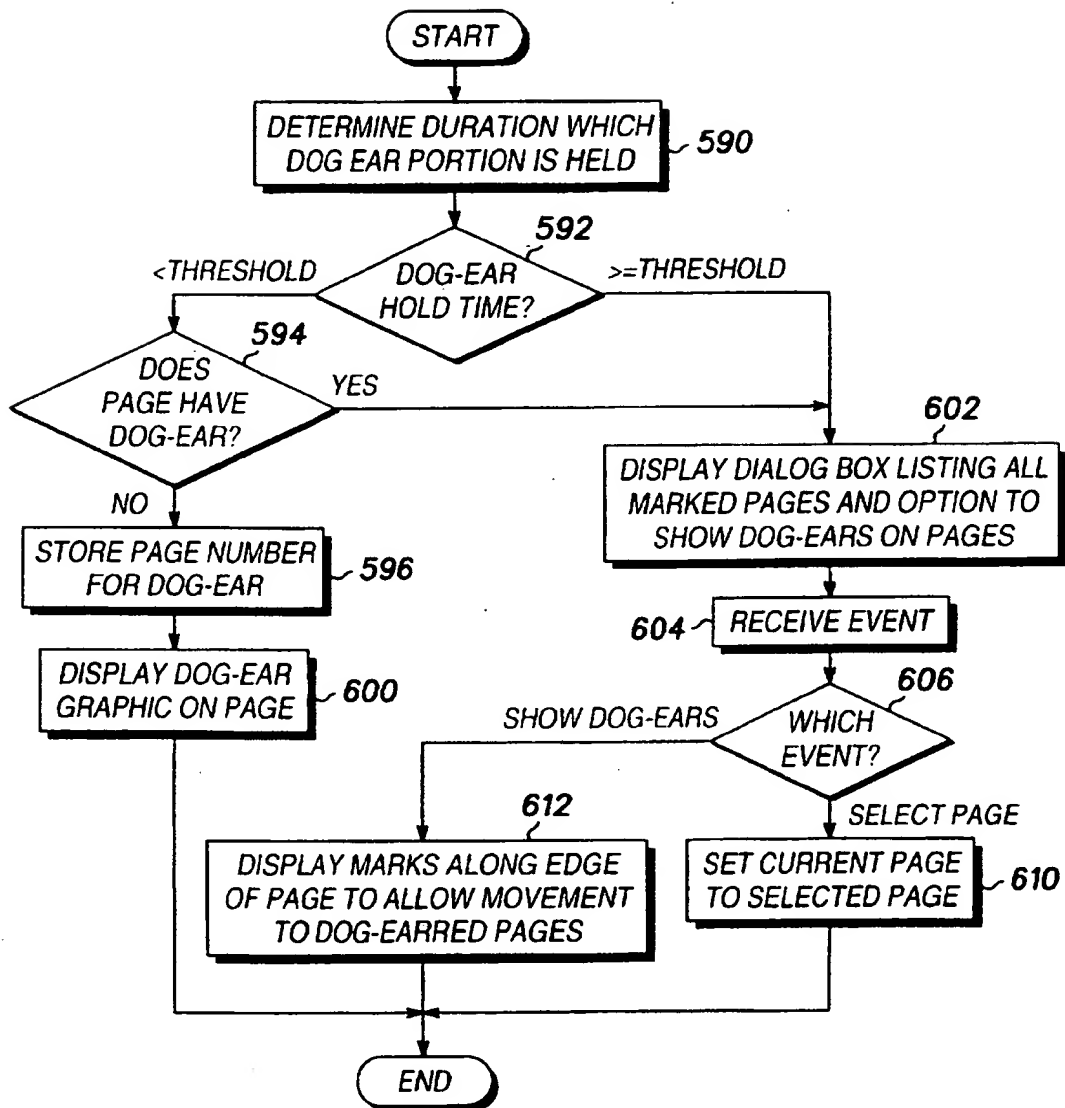 START
DETERMINE DURATION WHICH
DOG EAR PORTION IS HELD
590
592
<THRESHOLD
DOG-EAR
HOLD TIME?
>=THRESHOLD
594
DOES
PAGE HAVE
DOG-EAR?
YES
NO
602
DISPLAY DIALOG BOX LISTING ALL
MARKED PAGES AND OPTION TO
SHOW DOG-EARS ON PAGES
STORE PAGE NUMBER
FOR DOG-EAR
596
604
RECEIVE EVENT
DISPLAY DOG-EAR
GRAPHIC ON PAGE
600
606
SHOW DOG-EARS
WHICH
EVENT?
SELECT PAGE
612
DISPLAY MARKS ALONG EDGE
OF PAGE TO ALLOW MOVEMENT
TO DOG-EARRED PAGES
SET CURRENT PAGE
TO SELECTED PAGE
610
END